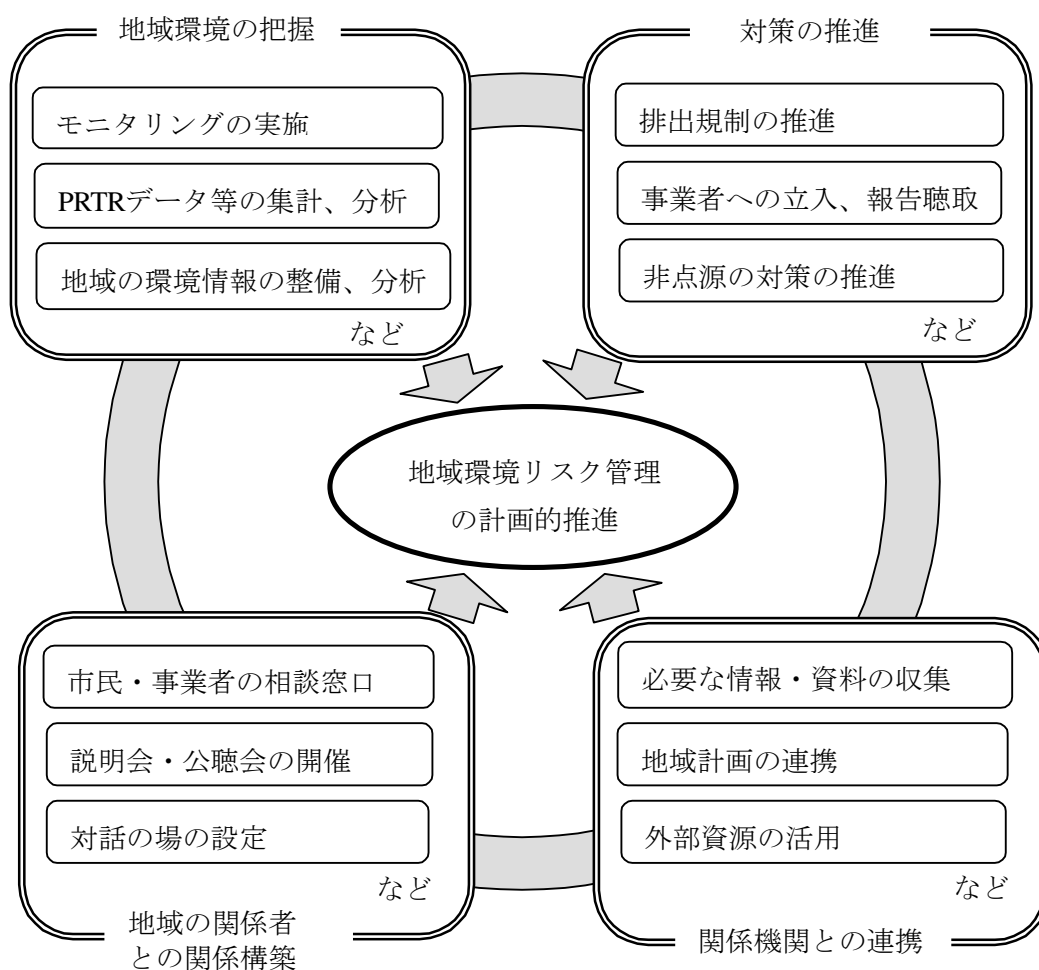 地域環境の把握
モニタリングの実施
PRTRデータ等の集計、分析
地域の環境情報の整備、分析
など
対策の推進
排出規制の推進
事業者への立入、報告聴取
非点源の対策の推進
など
地域環境リスク管理
の計画的推進
市民・事業者の相談窓口
説明会・公聴会の開催
対話の場の設定
など
地域の関係者
との関係構築
必要な情報・資料の収集
地域計画の連携
外部資源の活用
など
関係機関との連携